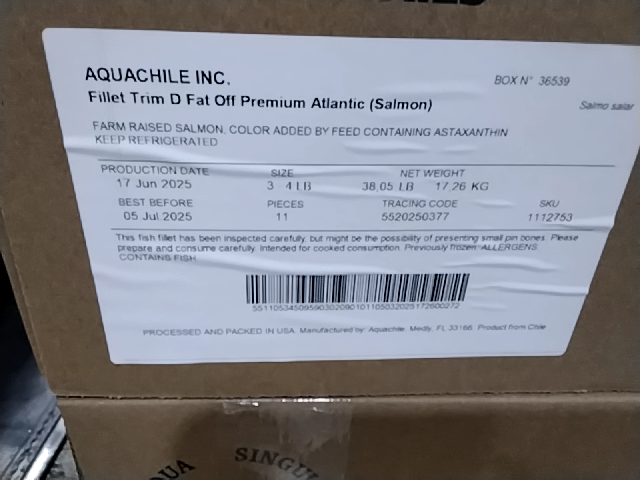 AQUACHILE INC.
BOX N° 36539
Fillet Trim D Fat Off Premium Atlantic (Salmon)
Salmo salar
FARM RAISED SALMON, COLOR ADDED BY FEED CONTAINING ASTAXANTHIN
KEEP REFRIGERATED
PRODUCTION DATE SIZE NET WEIGHT
17 Jun 2025 3 - 4 LB 38,05 LB 17,26 KG
BEST BEFORE PIECES TRACING CODE SKU
05 Jul 2025 11 5520250377 1112753
This fish fillet has been inspected carefully, but might be the possibility of presenting small pin bones. Please
prepare and consume carefully. Intended for cooked consumption. Previously frozen. ALLERGENS:
CONTAINS FISH
PROCESSED AND PACKED IN USA. Manufactured by: Aquachile, Medly, FL 33166. Product from Chile